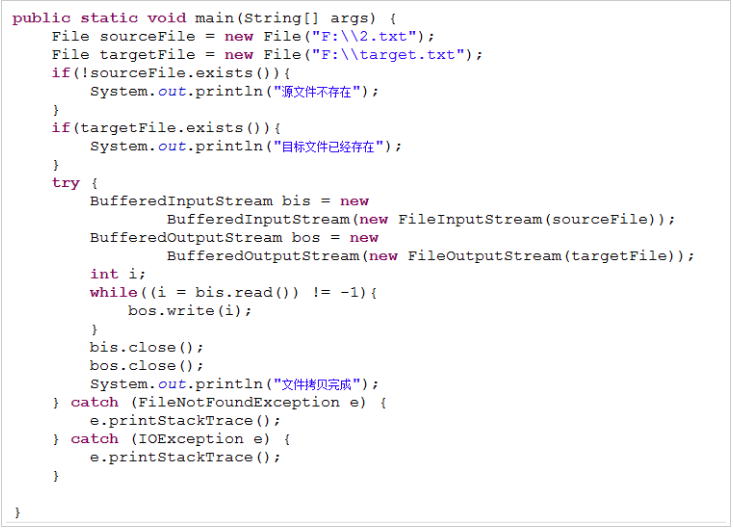 public static void main(String[] args) {
    File sourceFile = new File("F:\\2.txt");
    File targetFile = new File("F:\\target.txt");
    if(!sourceFile.exists()){
        System.out.println("源文件不存在");
    }
    if(targetFile.exists()){
        System.out.println("目标文件已经存在");
    }
    try {
        BufferedInputStream bis = new
                BufferedInputStream(new FileInputStream(sourceFile));
        BufferedOutputStream bos = new
                BufferedOutputStream(new FileOutputStream(targetFile));
        int i;
        while((i = bis.read()) != -1){
            bos.write(i);
        }
        bis.close();
        bos.close();
        System.out.println("文件拷贝完成");
    } catch (FileNotFoundException e) {
        e.printStackTrace();
    } catch (IOException e) {
        e.printStackTrace();
    }
}